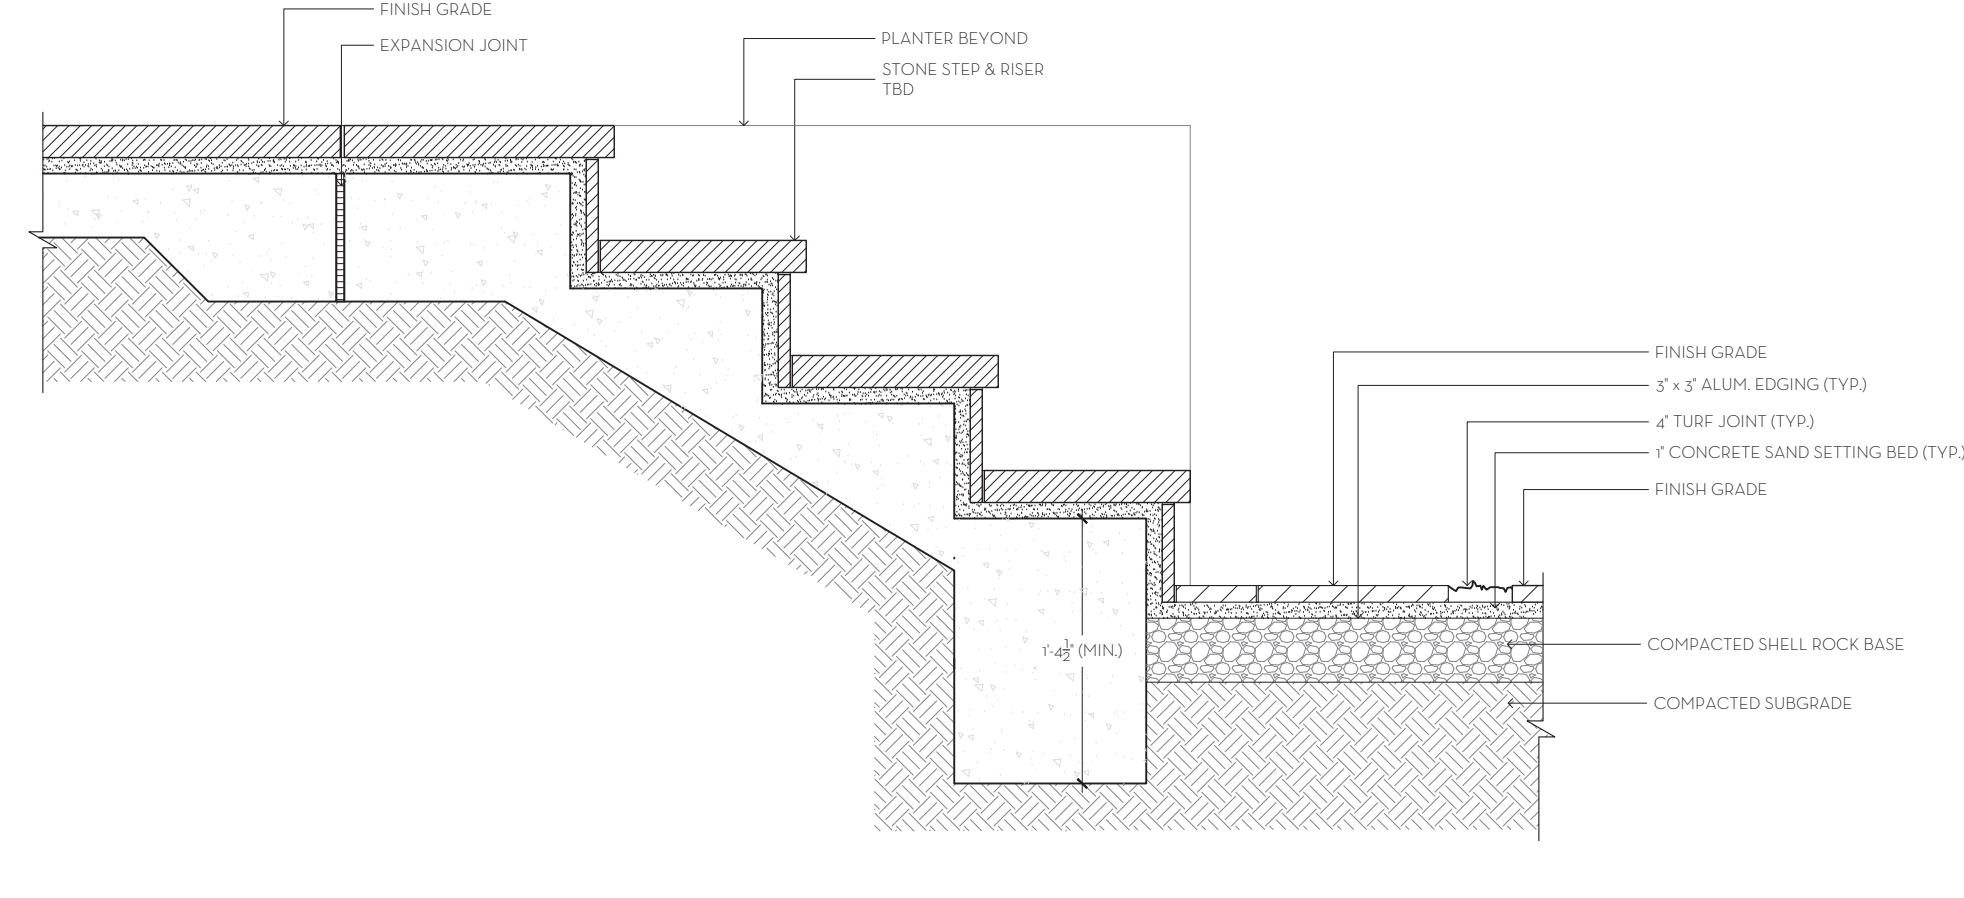 FINISH GRADE
EXPANSION JOINT
PLANTER BEYOND
STONE STEP & RISER
TBD
FINISH GRADE
3" x 3" ALUM. EDGING (TYP.)
4" TURF JOINT (TYP.)
1" CONCRETE SAND SETTING BED (TYP.)
FINISH GRADE
1'-4½" (MIN.)
COMPACTED SHELL ROCK BASE
COMPACTED SUBGRADE